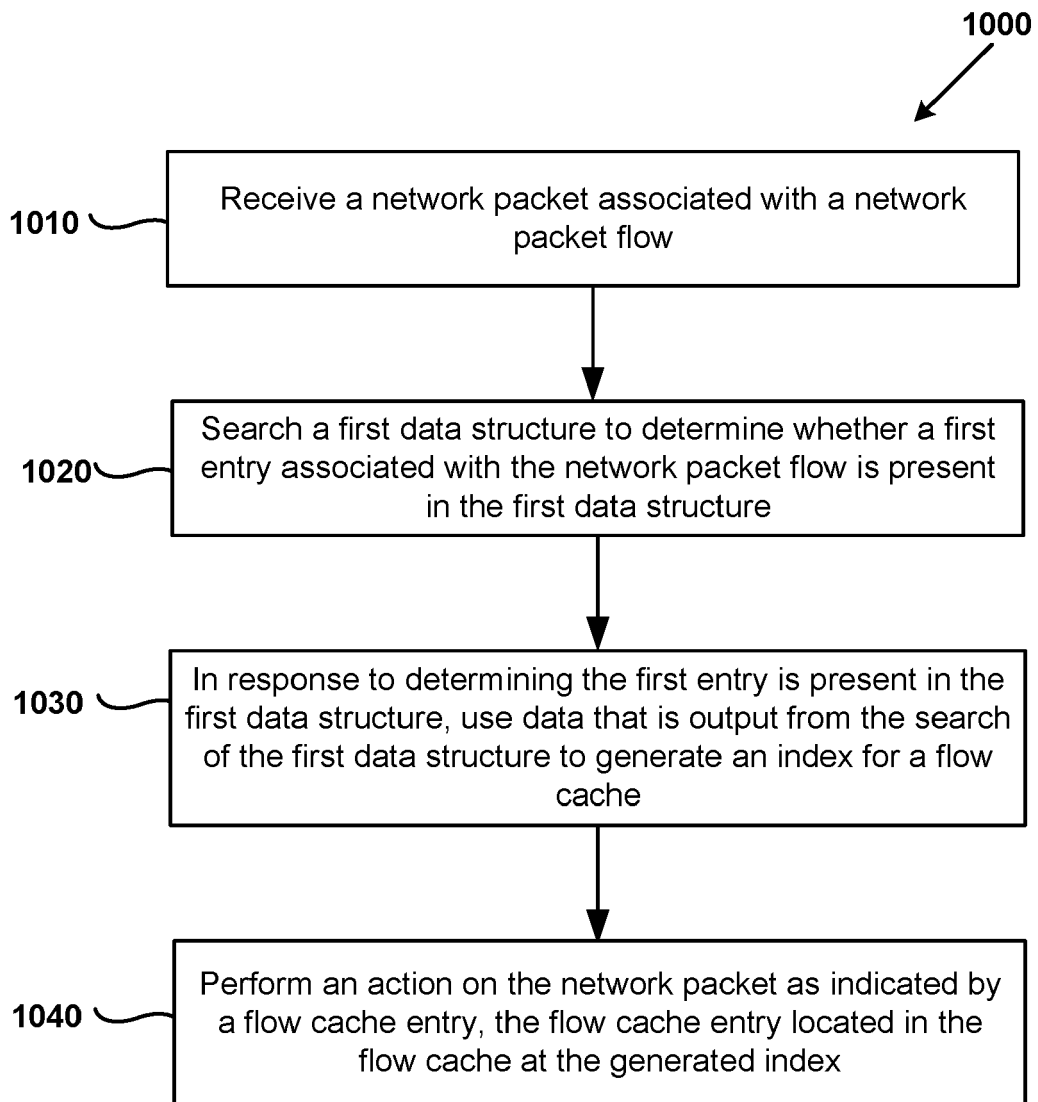 1000
1010
Receive a network packet associated with a network
packet flow
1020
Search a first data structure to determine whether a first
entry associated with the network packet flow is present
in the first data structure
1030
In response to determining the first entry is present in the
first data structure, use data that is output from the search
of the first data structure to generate an index for a flow
cache
1040
Perform an action on the network packet as indicated by
a flow cache entry, the flow cache entry located in the
flow cache at the generated index